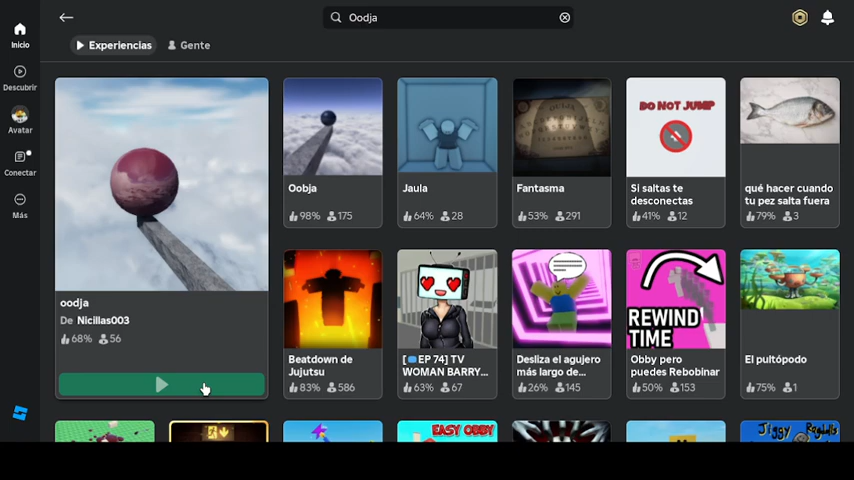 Oodja
Experiencias
Gente
Inicio
Descubrir
Avatar
Conectar
Más
oodja
De Nicillas003
68% 56
Oobja
98% 175
Jaula
64% 28
Fantasma
53% 291
DO NOT JUMP
Si saltas te
desconectas
41% 12
qué hacer cuando
tu pez salta fuera
79% 3
Beatdown de
Jujutsu
83% 586
[EP 74] TV
WOMAN BARRY...
63% 67
Desliza el agujero
más largo de...
26% 145
REWIND
TIME
Obby pero
puedes Rebobinar
50% 153
El pultópodo
75% 1
EASY OBBY
Jiggy Ragdolls